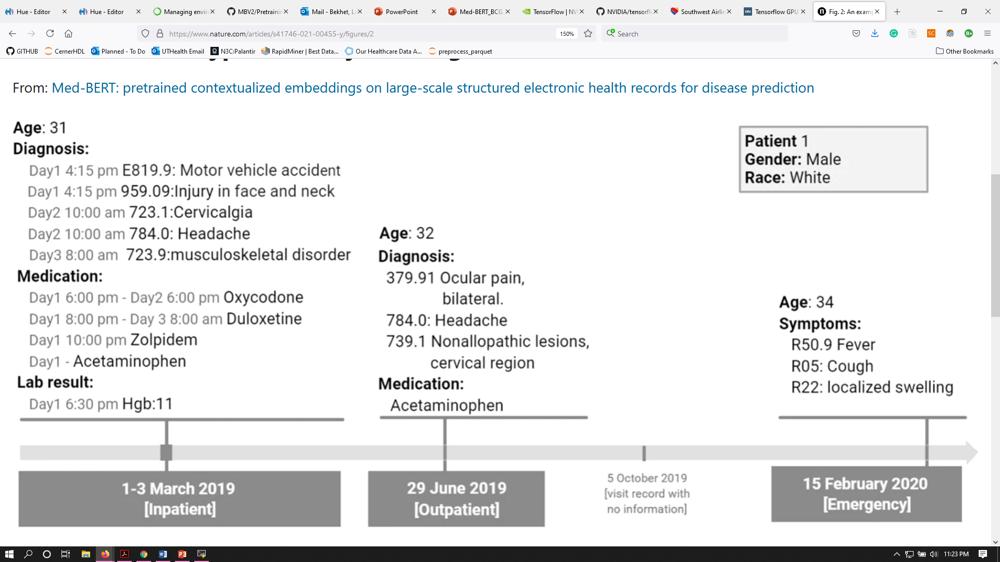 Hue - Editor
Hue - Editor
Managing envir
MBV2/Pretrainin
Mail - Bekhet, La
PowerPoint
Med-BERT_BCG.
TensorFlow | NVI
NVIDIA/tensorfl
Southwest Airlin
Tensorflow GPU
Fig. 2: An examp
https://www.nature.com/articles/s41746-021-00455-y/figures/2
150%
Search
GITHUB
CernerHDL
Planned - To Do
UTHealth Email
N3C:Palantir
RapidMiner | Best Data...
Our Healthcare Data A...
preprocess_parquet
Other Bookmarks
From: Med-BERT: pretrained contextualized embeddings on large-scale structured electronic health records for disease prediction
Age: 31
Diagnosis:
Day1 4:15 pm E819.9: Motor vehicle accident
Day1 4:15 pm 959.09:Injury in face and neck
Day2 10:00 am 723.1:Cervicalgia
Day2 10:00 am 784.0: Headache
Day3 8:00 am 723.9:musculoskeletal disorder
Medication:
Day1 6:00 pm - Day2 6:00 pm Oxycodone
Day1 8:00 pm - Day 3 8:00 am Duloxetine
Day1 10:00 pm Zolpidem
Day1 - Acetaminophen
Lab result:
Day1 6:30 pm Hgb:11
1-3 March 2019
[Inpatient]
Age: 32
Diagnosis:
379.91 Ocular pain,
bilateral.
784.0: Headache
739.1 Nonallopathic lesions,
cervical region
Medication:
Acetaminophen
29 June 2019
[Outpatient]
5 October 2019
[visit record with
no information]
Patient 1
Gender: Male
Race: White
Age: 34
Symptoms:
R50.9 Fever
R05: Cough
R22: localized swelling
15 February 2020
[Emergency]
11:23 PM